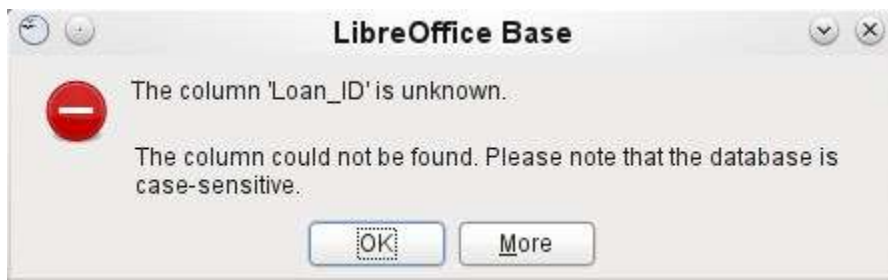 LibreOffice Base
The column 'Loan_ID' is unknown.
The column could not be found. Please note that the database is
case-sensitive.
OK
More